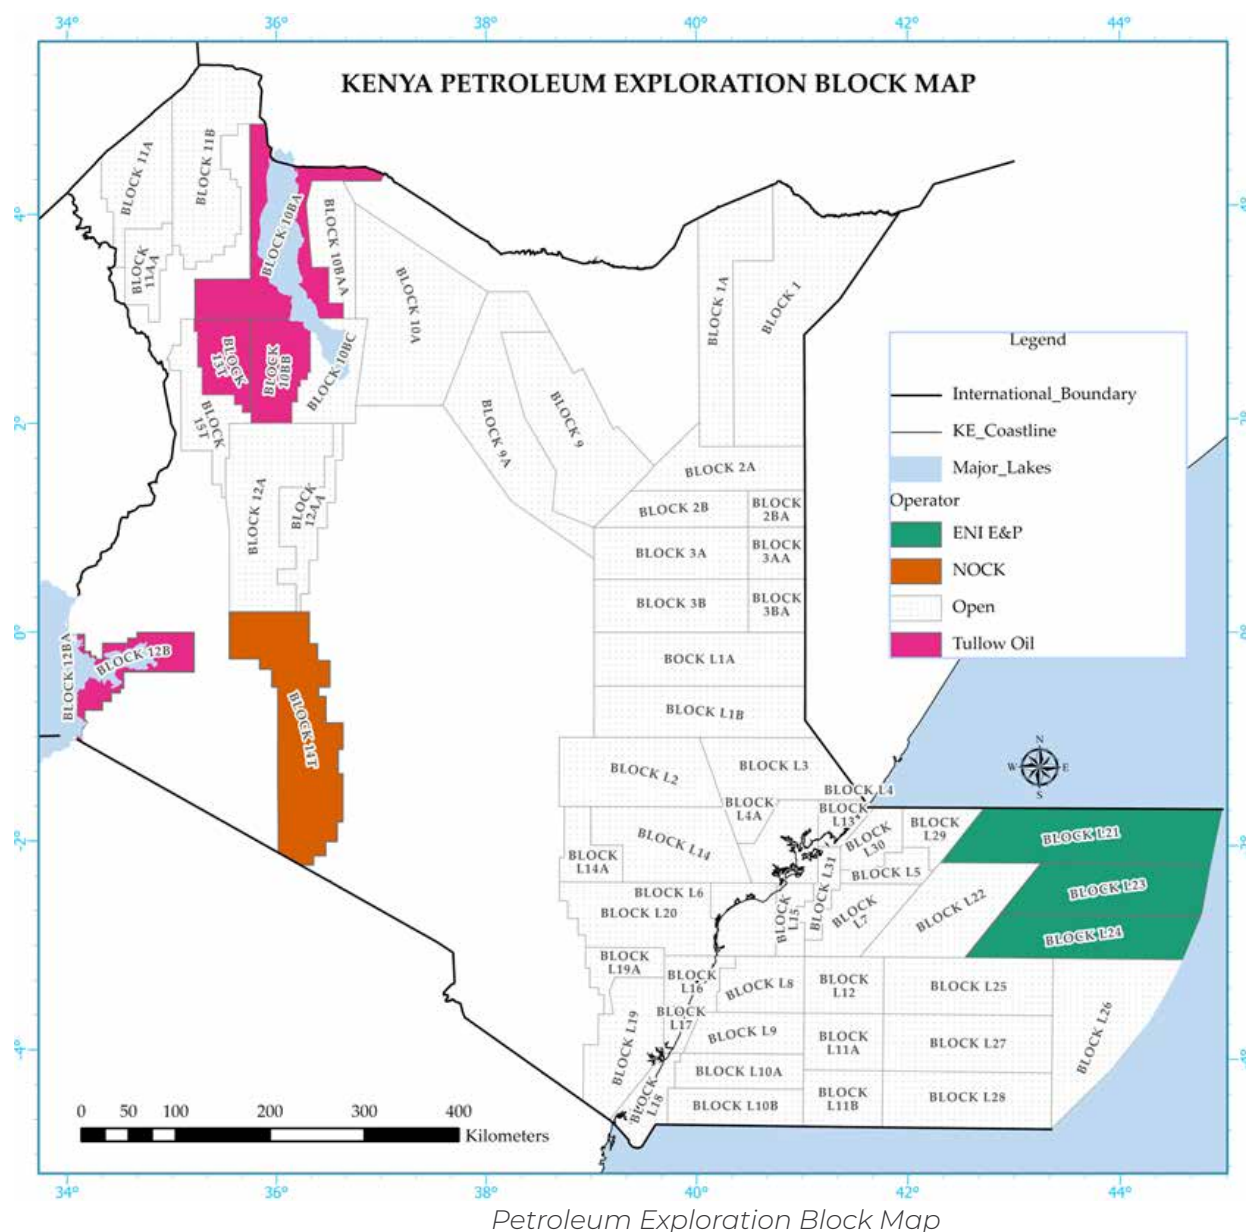 34°
36°
38°
40°
42°
44°
KENYA PETROLEUM EXPLORATION BLOCK MAP
BLOCK 11A
BLOCK 11B
BLOCK
11AA
BLOCK 10BA
BLOCK 10BAA
BLOCK 10A
BLOCK 1A
BLOCK 1
BLOCK
13T
BLOCK
10BB
BLOCK 10BC
BLOCK
15T
BLOCK 9
BLOCK 9A
BLOCK 12A
BLOCK
12AA
BLOCK 2A
BLOCK 2B
BLOCK
2BA
BLOCK 3A
BLOCK
3AA
BLOCK 3B
BLOCK
3BA
BLOCK 12BA
BLOCK 12B
BLOCK 14T
BOCK L1A
BLOCK L1B
BLOCK L2
BLOCK L3
BLOCK L4
BLOCK
L4A
BLOCK
L13
BLOCK
L30
BLOCK
L29
BLOCK L14
BLOCK
L14A
BLOCK L31
BLOCK L5
BLOCK L6
BLOCK L20
BLOCK
L15
BLOCK
L7
BLOCK L22
BLOCK L21
BLOCK L23
BLOCK L24
BLOCK
L19A
BLOCK
L16
BLOCK L8
BLOCK
L12
BLOCK L25
BLOCK L26
BLOCK
L17
BLOCK L19
BLOCK L9
BLOCK
L11A
BLOCK L27
BLOCK L10A
BLOCK
L18
BLOCK L10B
BLOCK
L11B
BLOCK L28
Legend
International_Boundary
KE_Coastline
Major_Lakes
Operator
ENI E&P
NOCK
Open
Tullow Oil
N
W E
S
4°
2°
0°
-2°
-4°
0 50 100 200 300 400
Kilometers
34°
36°
38°
40°
42°
44°
Petroleum Exploration Block Map